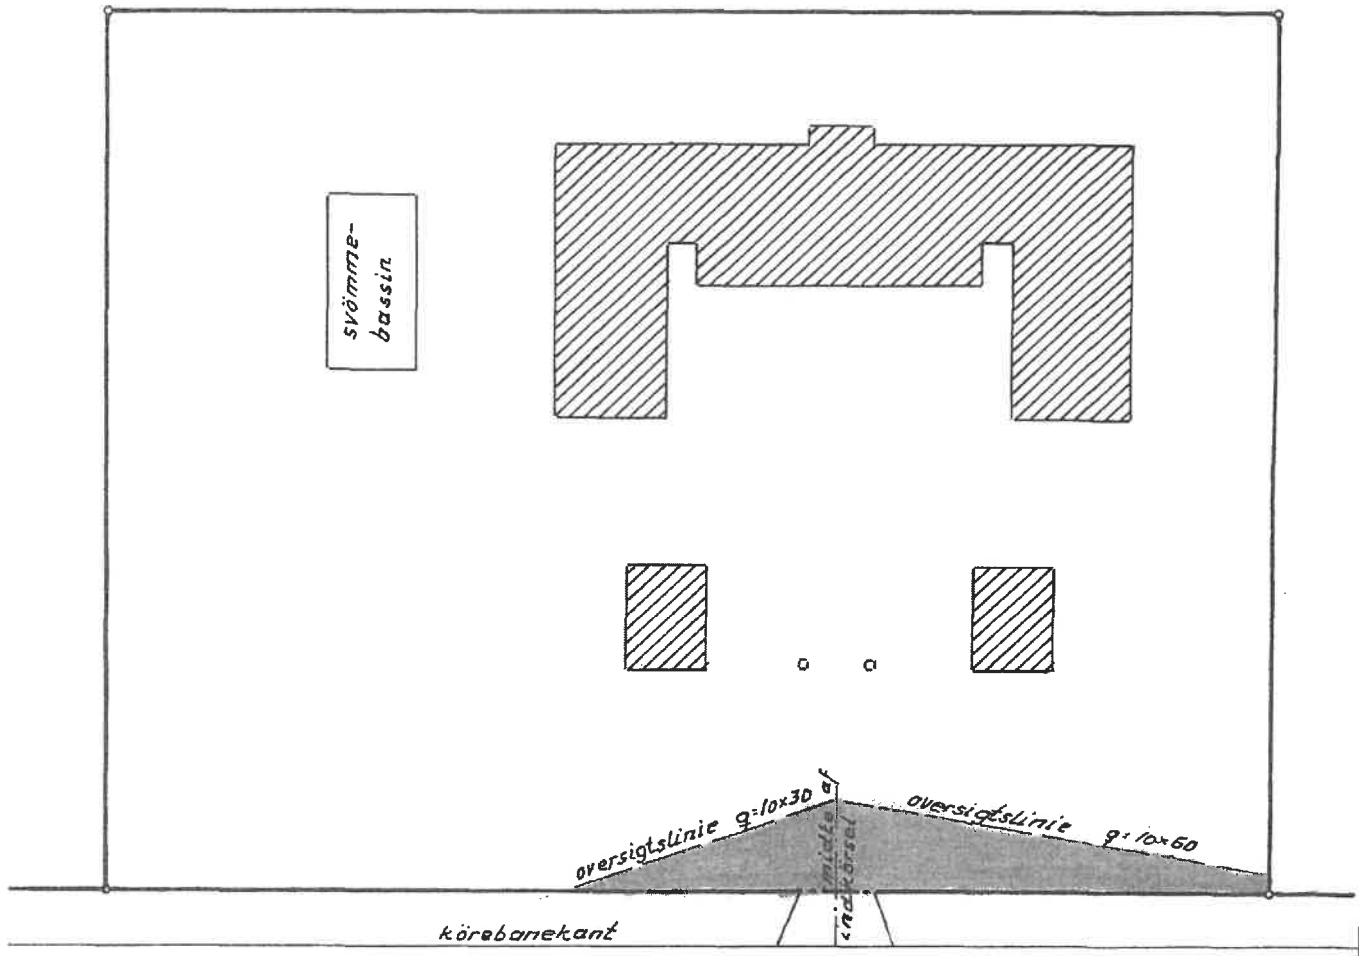 svömme-
bassin
oversigtslinie g=10x30
midte af
indkörsel
oversigtslinie g=10x60
körebanekant